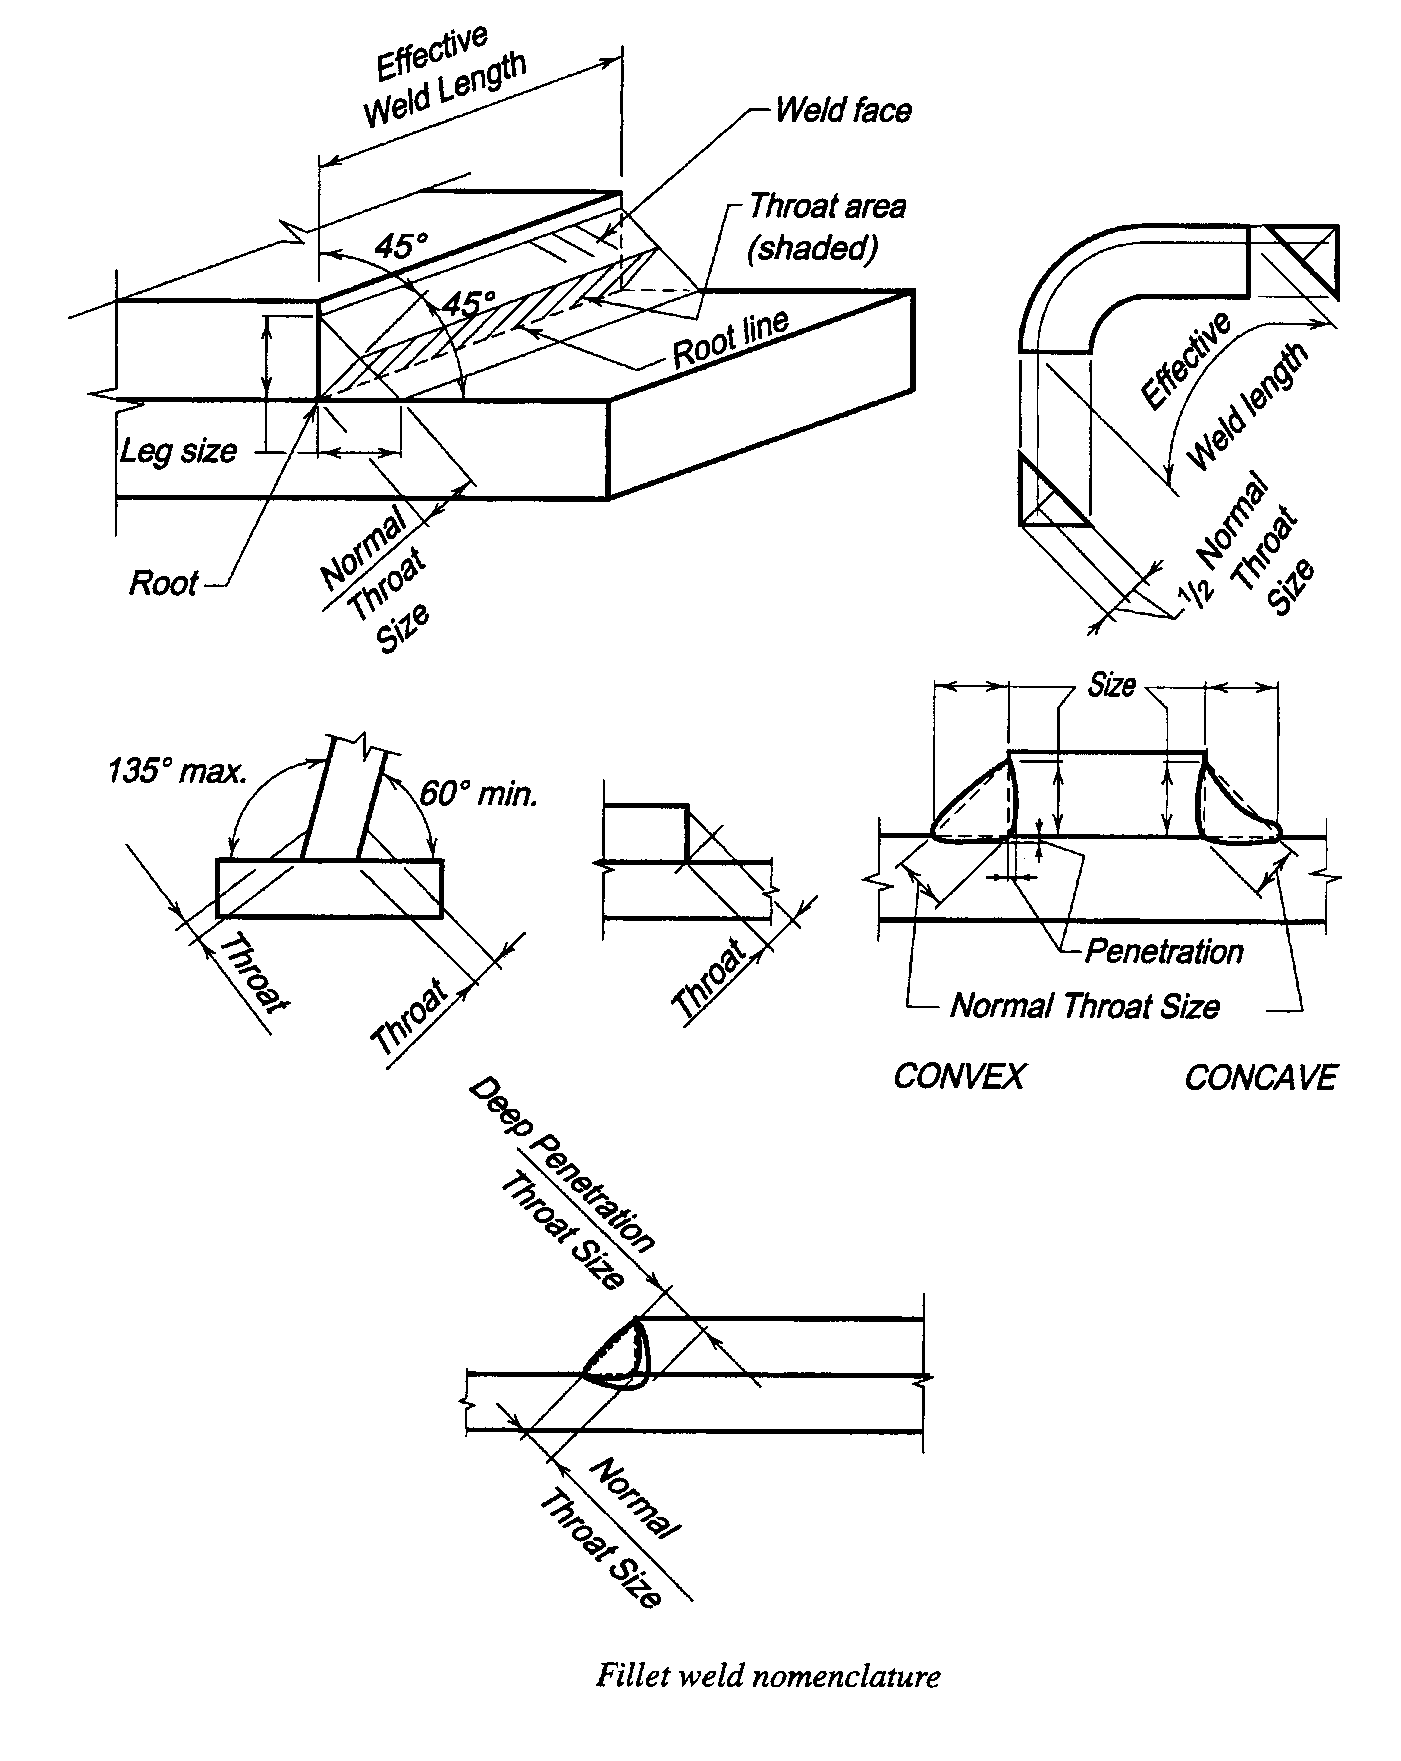 Effective
Weld Length
Weld face
Throat area
(shaded)
45°
45°
Root line
Leg size
Root
Normal
Throat
Size
Effective
Weld length
1/2 Normal
Throat
Size
135° max.
60° min.
Throat
Throat
Throat
Size
Penetration
Normal Throat Size
CONVEX
CONCAVE
Deep Penetration
Throat Size
Normal
Throat Size
Fillet weld nomenclature